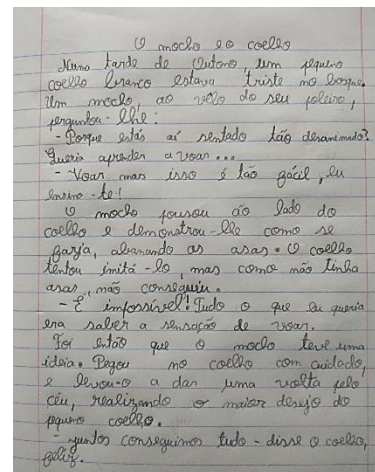 O mocho e o coelho
Numa tarde de Outono, um pequeno
coelho branco estava triste no bosque.
Um mocho, ao vê-lo do seu poleiro,
perguntou-lhe:
- Porque estás aí sentado tão desanimado?
Queria aprender a voar...
- Voar, mas isso é tão fácil, eu
ensino-te!
O mocho pousou ao lado do
coelho e demonstrou-lhe como se
fazia, abanando as asas. O coelho
tentou imitá-lo, mas como não tinha
asas, não conseguiu.
- É impossível! Tudo o que eu queria
era saber a sensação de voar.
Foi então que o mocho teve uma
ideia. Pegou no coelho com cuidado,
e levou-o a dar uma volta pelo
céu, realizando o maior desejo do
pequeno coelho.
- Juntos conseguimos tudo - disse o coelho,
feliz.